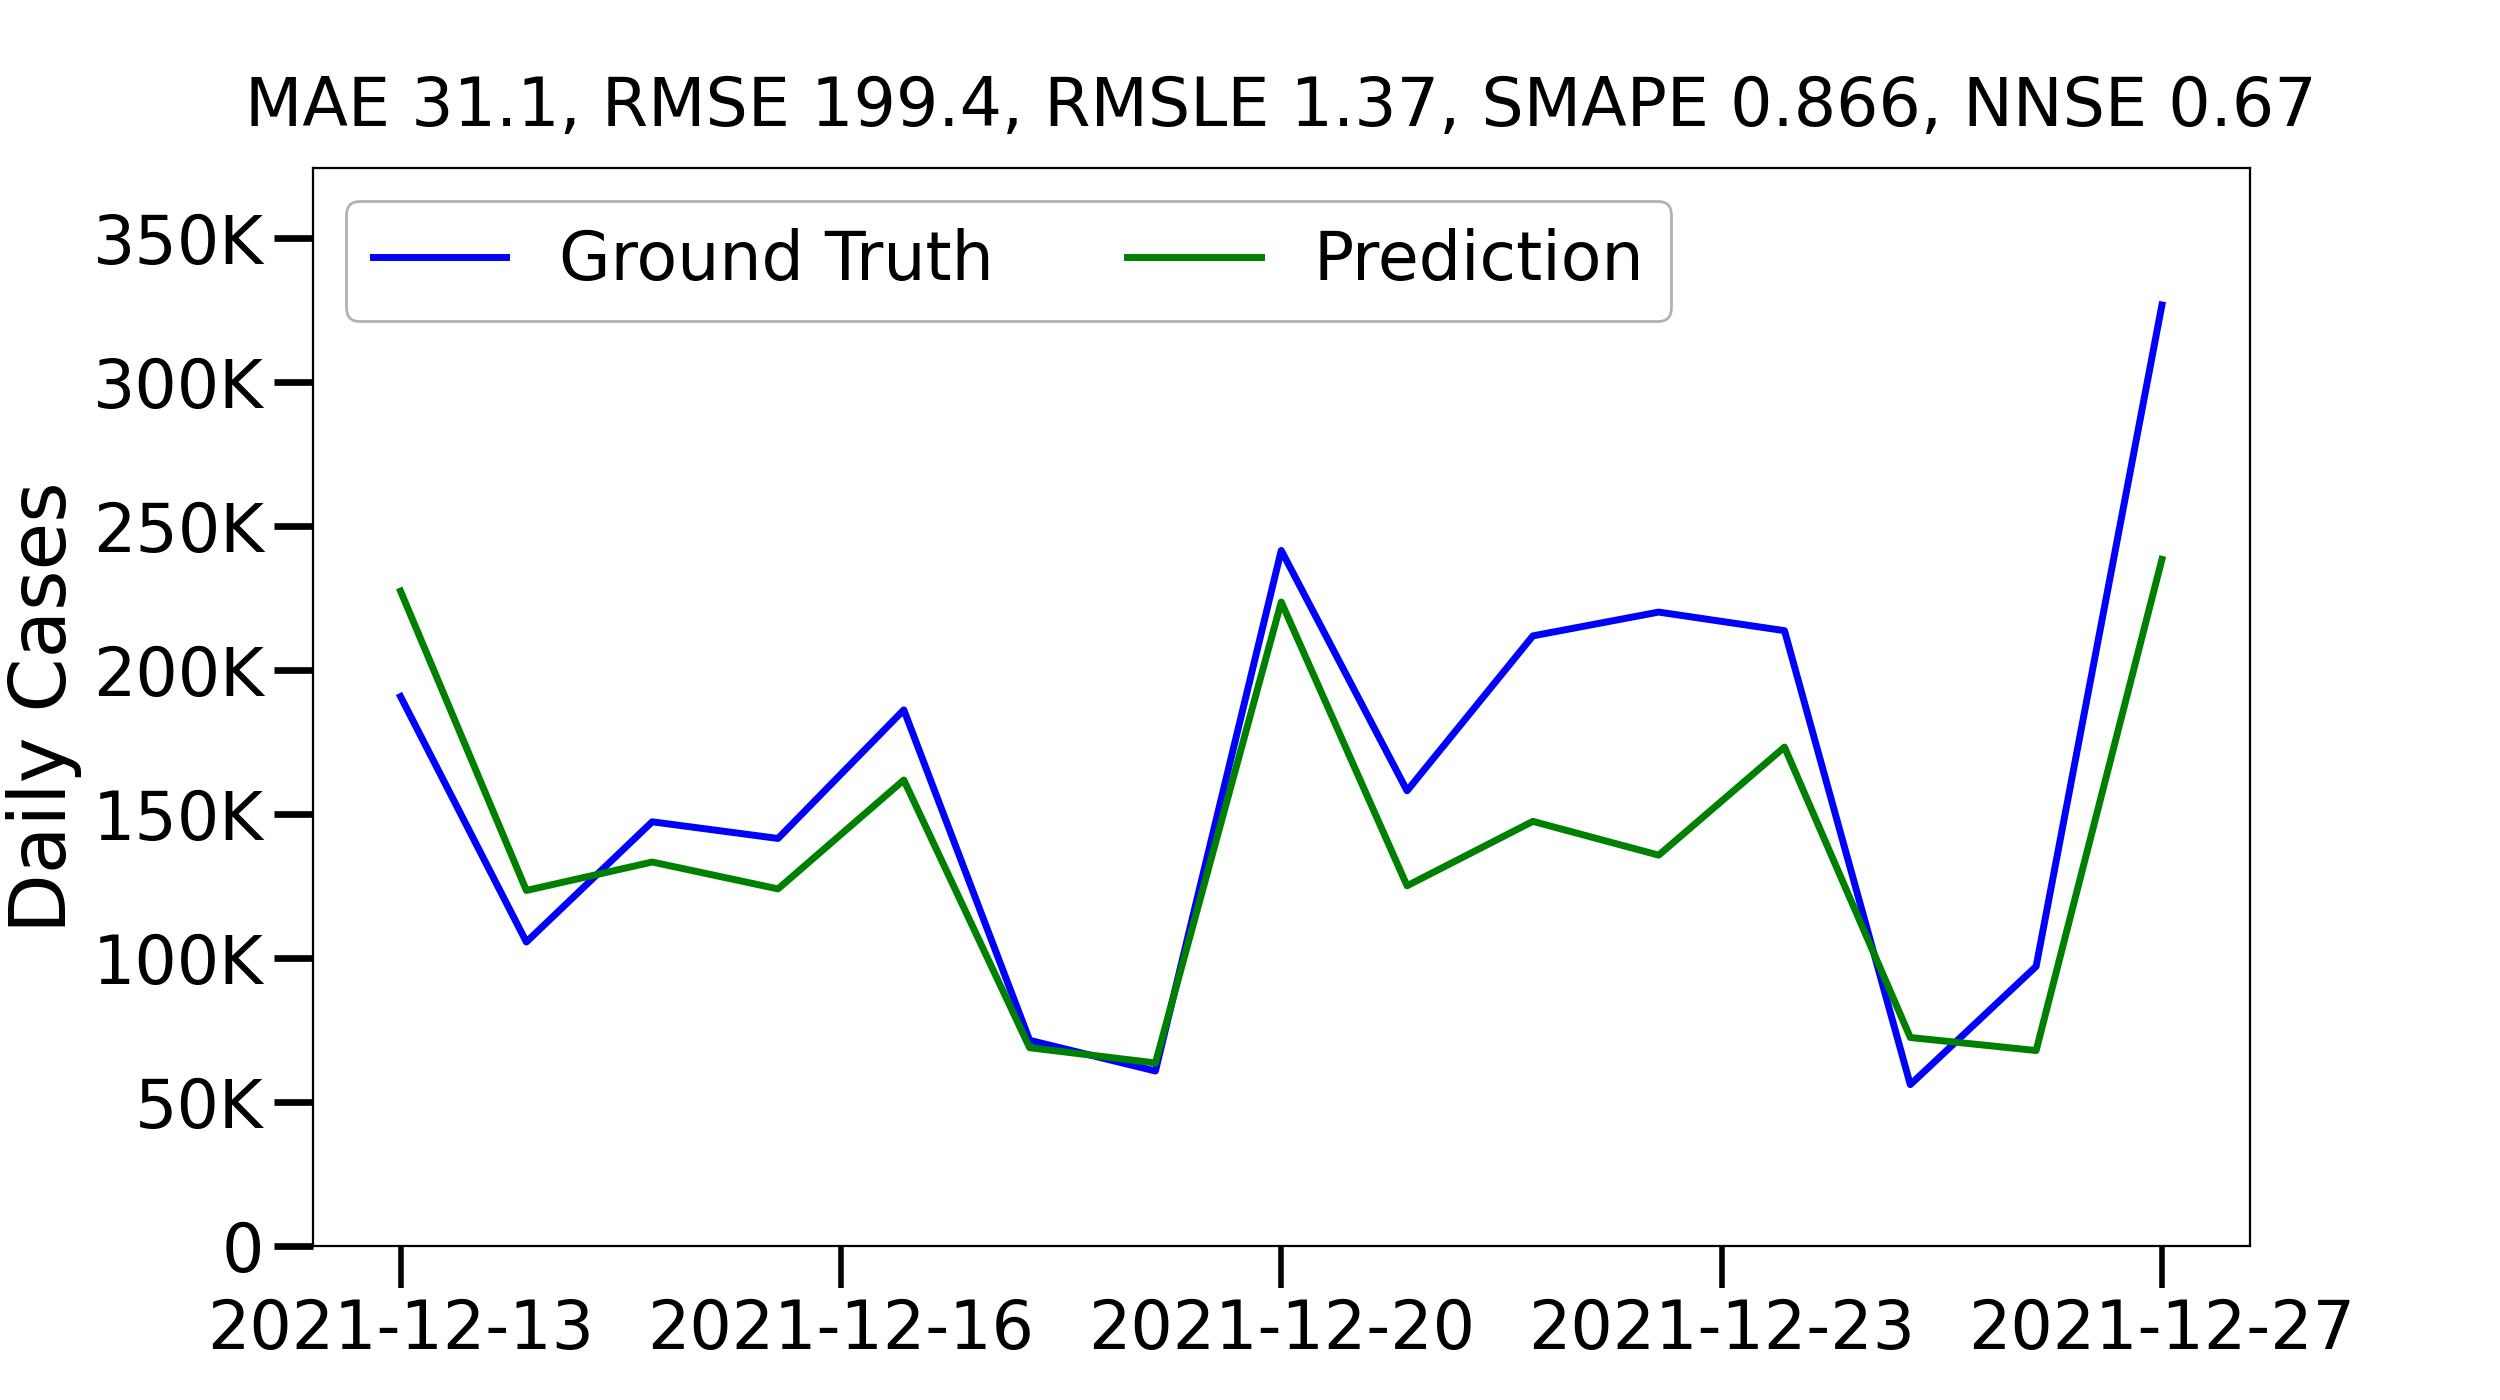 MAE 31.1, RMSE 199.4, RMSLE 1.37, SMAPE 0.866, NNSE 0.67
Ground Truth Prediction
Daily Cases
350K
300K
250K
200K
150K
100K
50K
0
2021-12-13 2021-12-16 2021-12-20 2021-12-23 2021-12-27